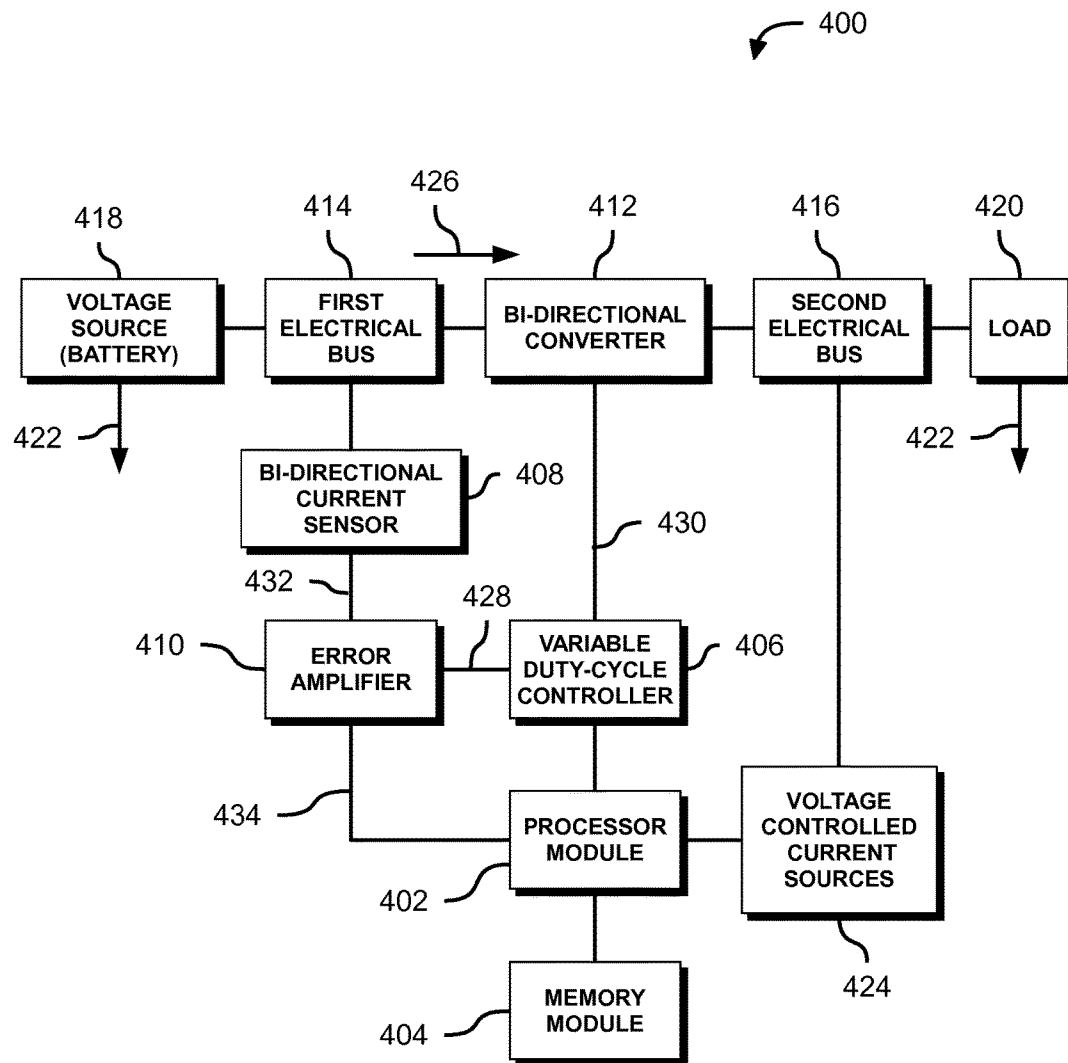 400
426
418
414
412
416
420
VOLTAGE
SOURCE
(BATTERY)
FIRST
ELECTRICAL
BUS
BI-DIRECTIONAL
CONVERTER
SECOND
ELECTRICAL
BUS
LOAD
422
422
BI-DIRECTIONAL
CURRENT
SENSOR
408
430
432
428
410
ERROR
AMPLIFIER
VARIABLE
DUTY-CYCLE
CONTROLLER
406
434
PROCESSOR
MODULE
402
VOLTAGE
CONTROLLED
CURRENT
SOURCES
424
MEMORY
MODULE
404